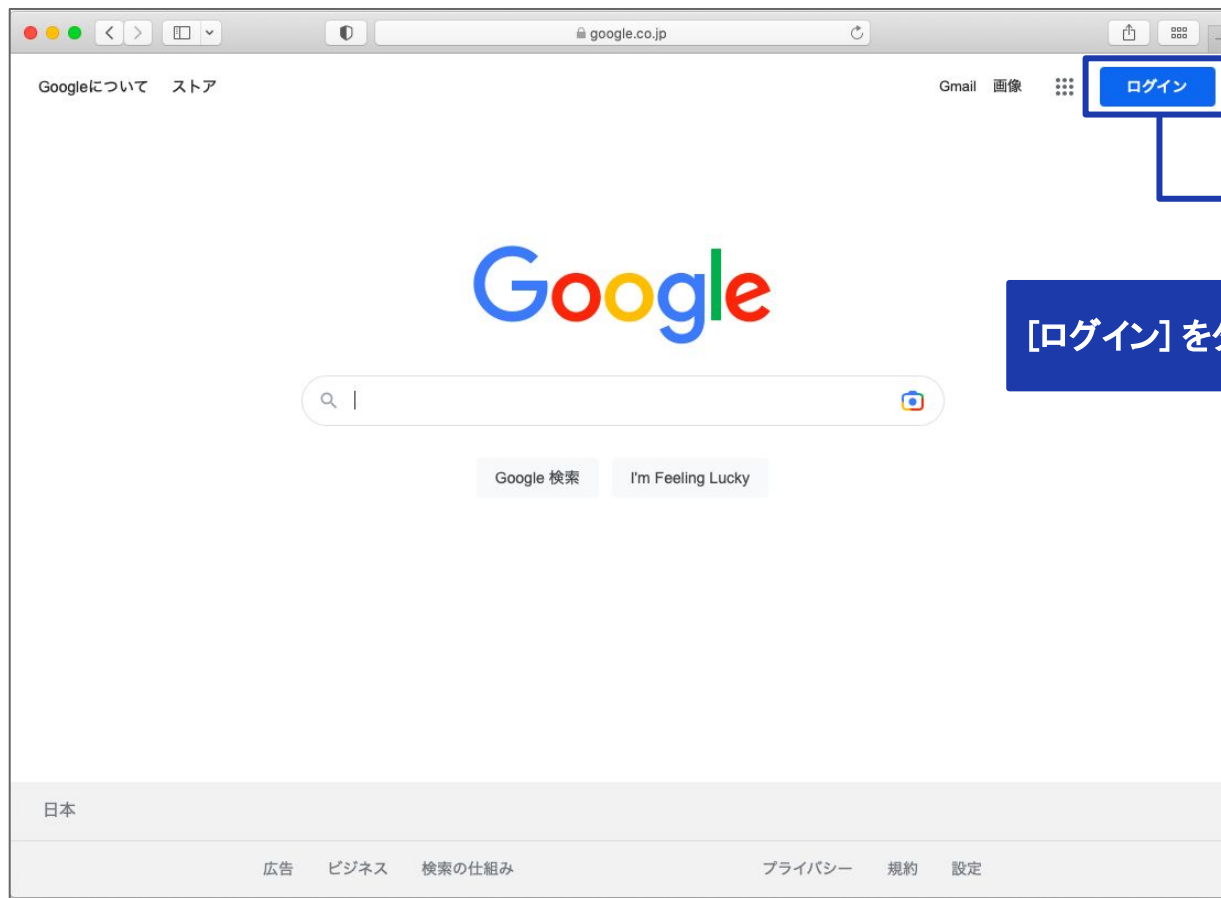 google.co.jp
Googleについて ストア Gmail 画像 ログイン
Google
[ログイン] を
Google 検索 I'm Feeling Lucky
日本
広告 ビジネス 検索の仕組み プライバシー 規約 設定